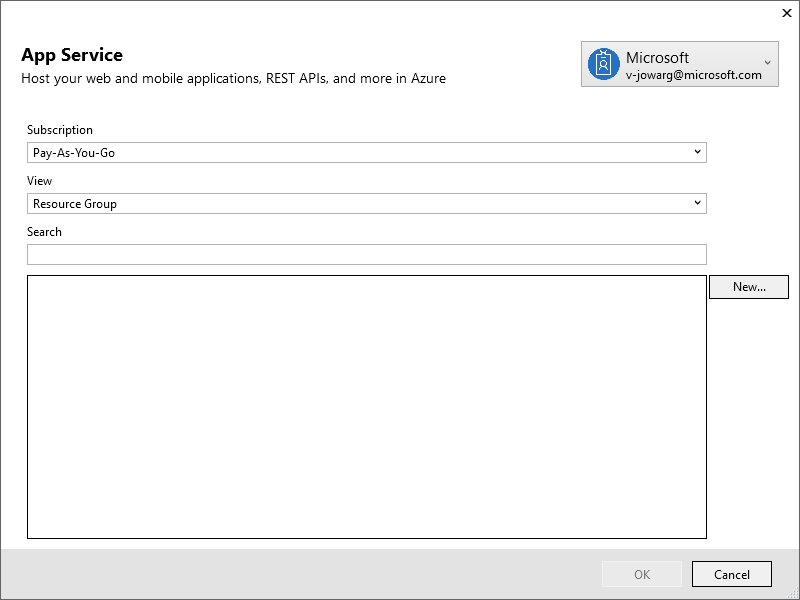 App Service
Host your web and mobile applications, REST APIs, and more in Azure
Microsoft
v-jowarg@microsoft.com
Subscription
Pay-As-You-Go
View
Resource Group
Search
New...
OK
Cancel